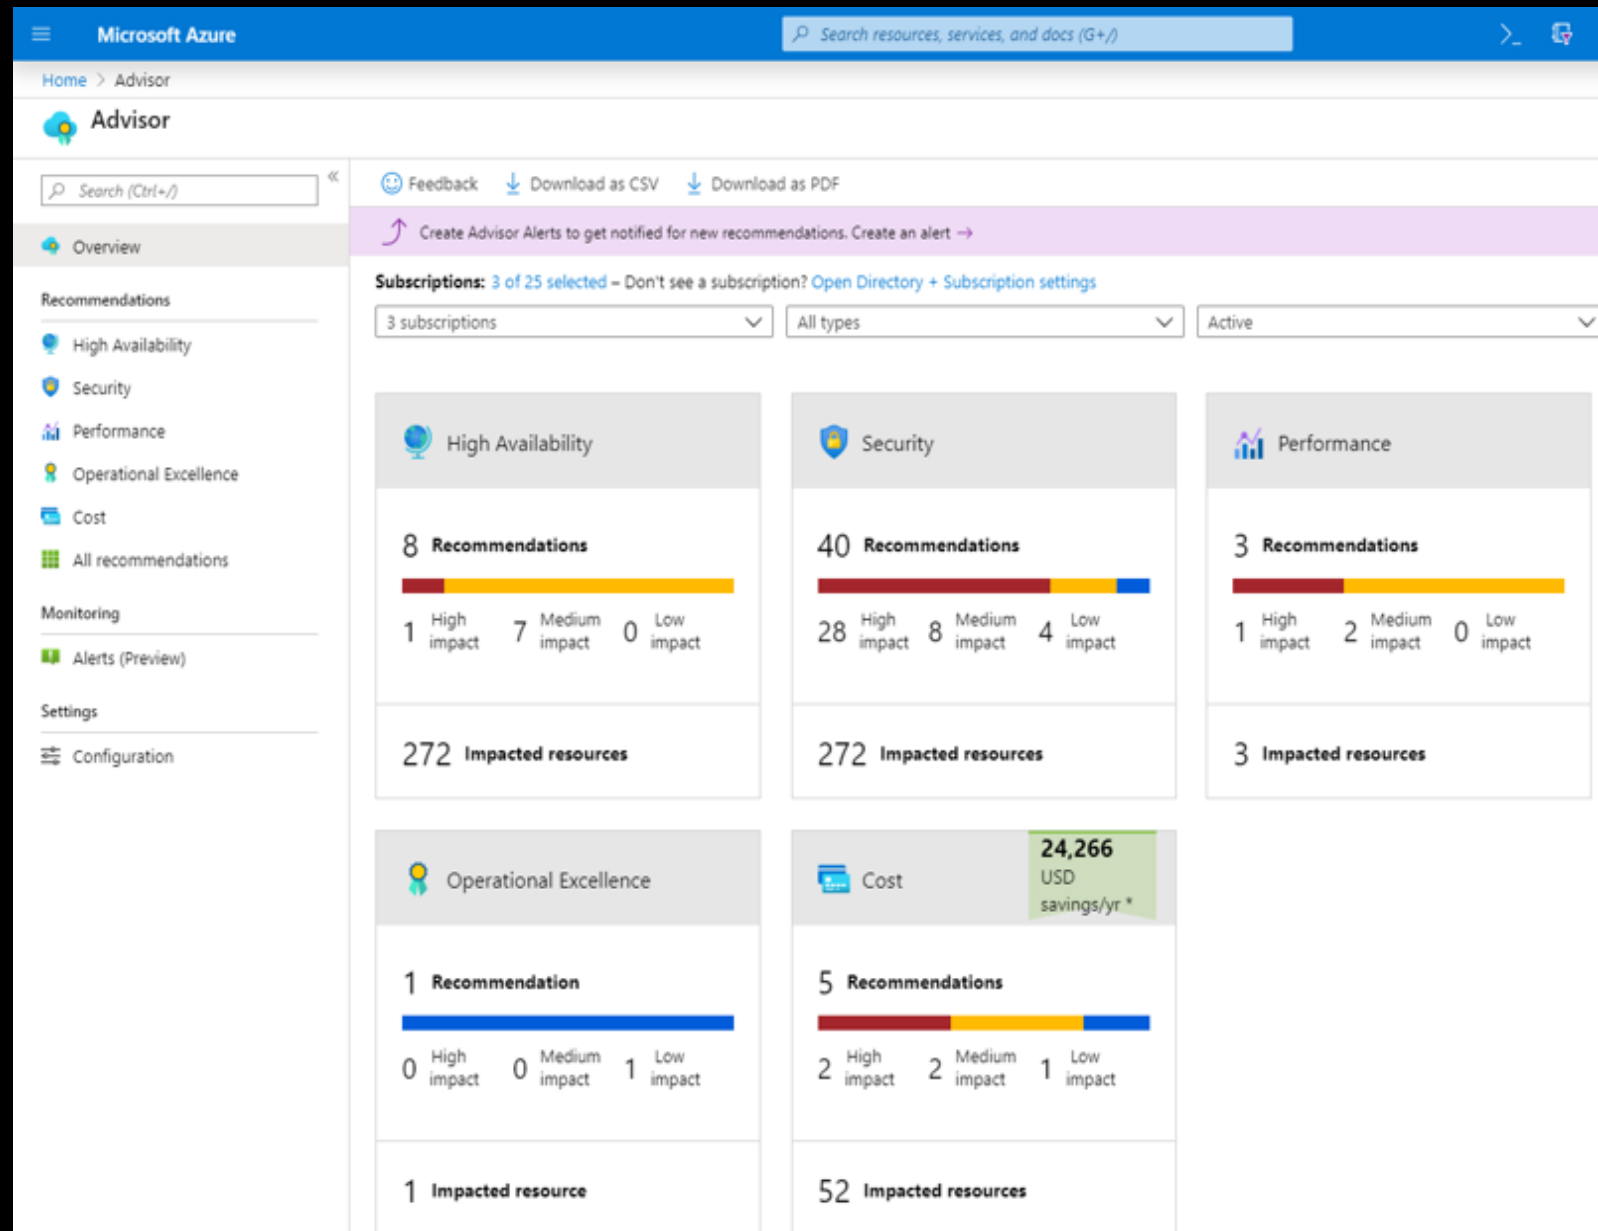 Microsoft Azure
Search resources, services, and docs (G+/)
Home > Advisor
Advisor
Search (Ctrl+/)
«
Overview
Recommendations
High Availability
Security
Performance
Operational Excellence
Cost
All recommendations
Monitoring
Alerts (Preview)
Settings
Configuration
Feedback
Download as CSV
Download as PDF
Create Advisor Alerts to get notified for new recommendations. Create an alert →
Subscriptions: 3 of 25 selected – Don't see a subscription? Open Directory + Subscription settings
3 subscriptions
All types
Active
High Availability
8 Recommendations
1 High impact 7 Medium impact 0 Low impact
272 Impacted resources
Security
40 Recommendations
28 High impact 8 Medium impact 4 Low impact
272 Impacted resources
Performance
3 Recommendations
1 High impact 2 Medium impact 0 Low impact
3 Impacted resources
Operational Excellence
1 Recommendation
0 High impact 0 Medium impact 1 Low impact
1 Impacted resource
Cost
24,266
USD
savings/yr *
5 Recommendations
2 High impact 2 Medium impact 1 Low impact
52 Impacted resources